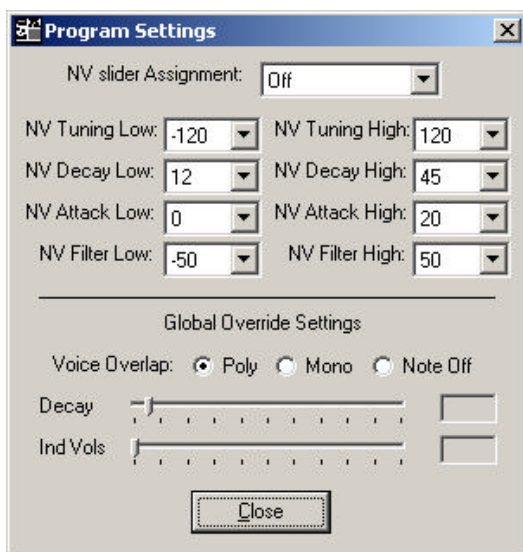 Program Settings
NV slider Assignment: Off
NV Tuning Low: -120 NV Tuning High: 120
NV Decay Low: 12 NV Decay High: 45
NV Attack Low: 0 NV Attack High: 20
NV Filter Low: -50 NV Filter High: 50
Global Override Settings
Voice Overlap: Poly Mono Note Off
Decay
Ind Vols
Close